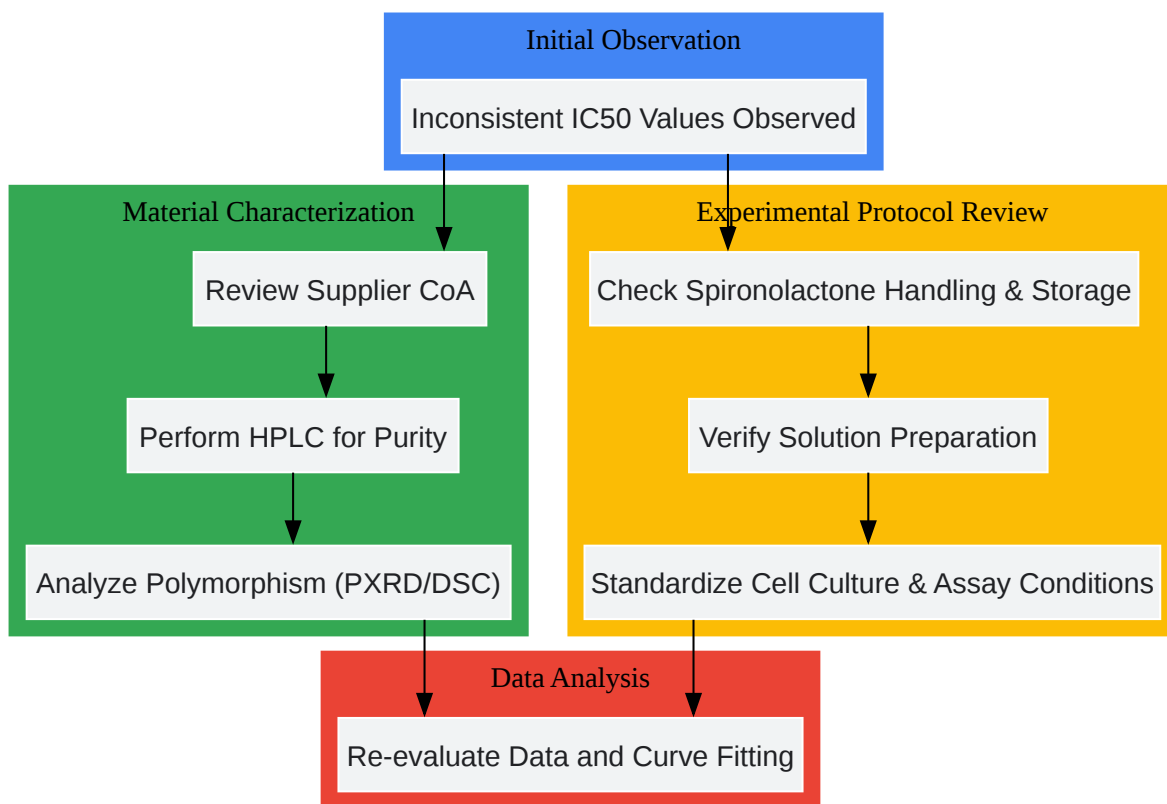 Initial Observation
Inconsistent IC50 Values Observed
Material Characterization
Review Supplier CoA
Perform HPLC for Purity
Analyze Polymorphism (PXRD/DSC)
Experimental Protocol Review
Check Spironolactone Handling & Storage
Verify Solution Preparation
Standardize Cell Culture & Assay Conditions
Data Analysis
Re-evaluate Data and Curve Fitting